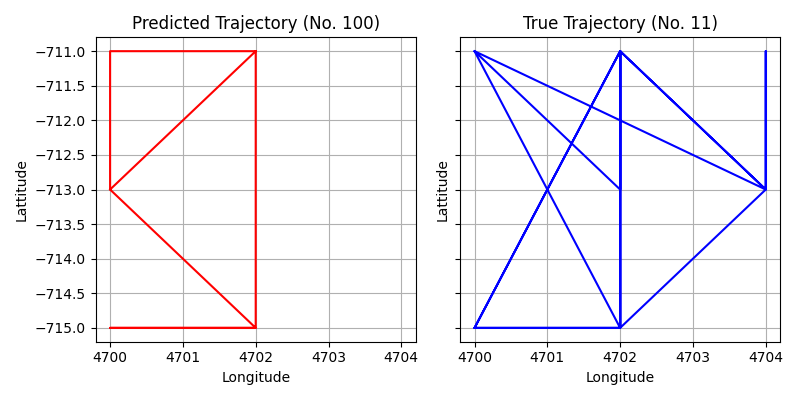 Predicted Trajectory (No. 100)
True Trajectory (No. 11)
−711.0
−711.5
−712.0
−712.5
−713.0
−713.5
−714.0
−714.5
−715.0
Lattitude
Lattitude
4700 4701 4702 4703 4704
4700 4701 4702 4703 4704
Longitude
Longitude